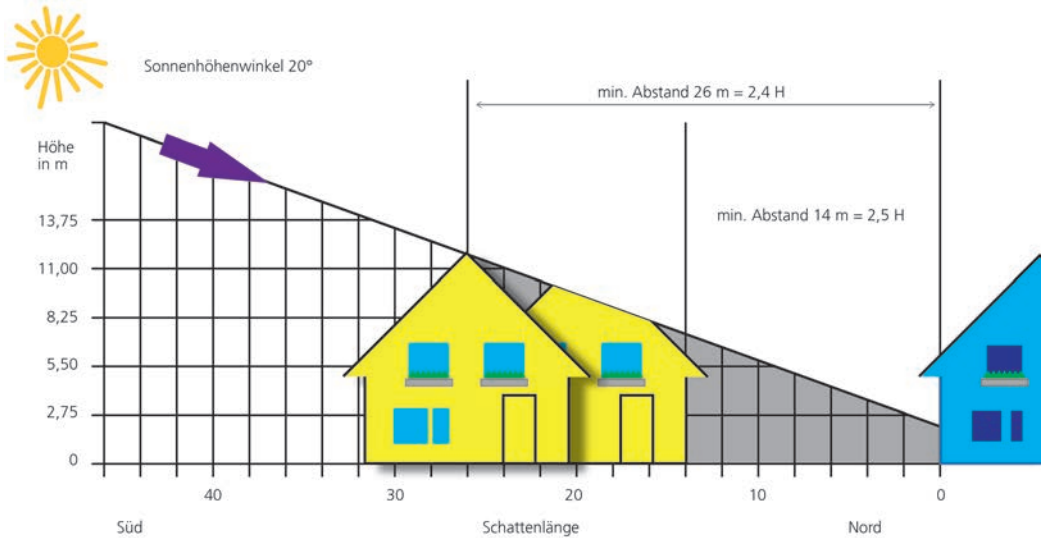 Sonnenhöhenwinkel 20°
min. Abstand 26 m = 2,4 H
Höhe
in m
min. Abstand 14 m = 2,5 H
13,75
11,00
8,25
5,50
2,75
0
40
30
20
10
0
Süd
Schattenlänge
Nord